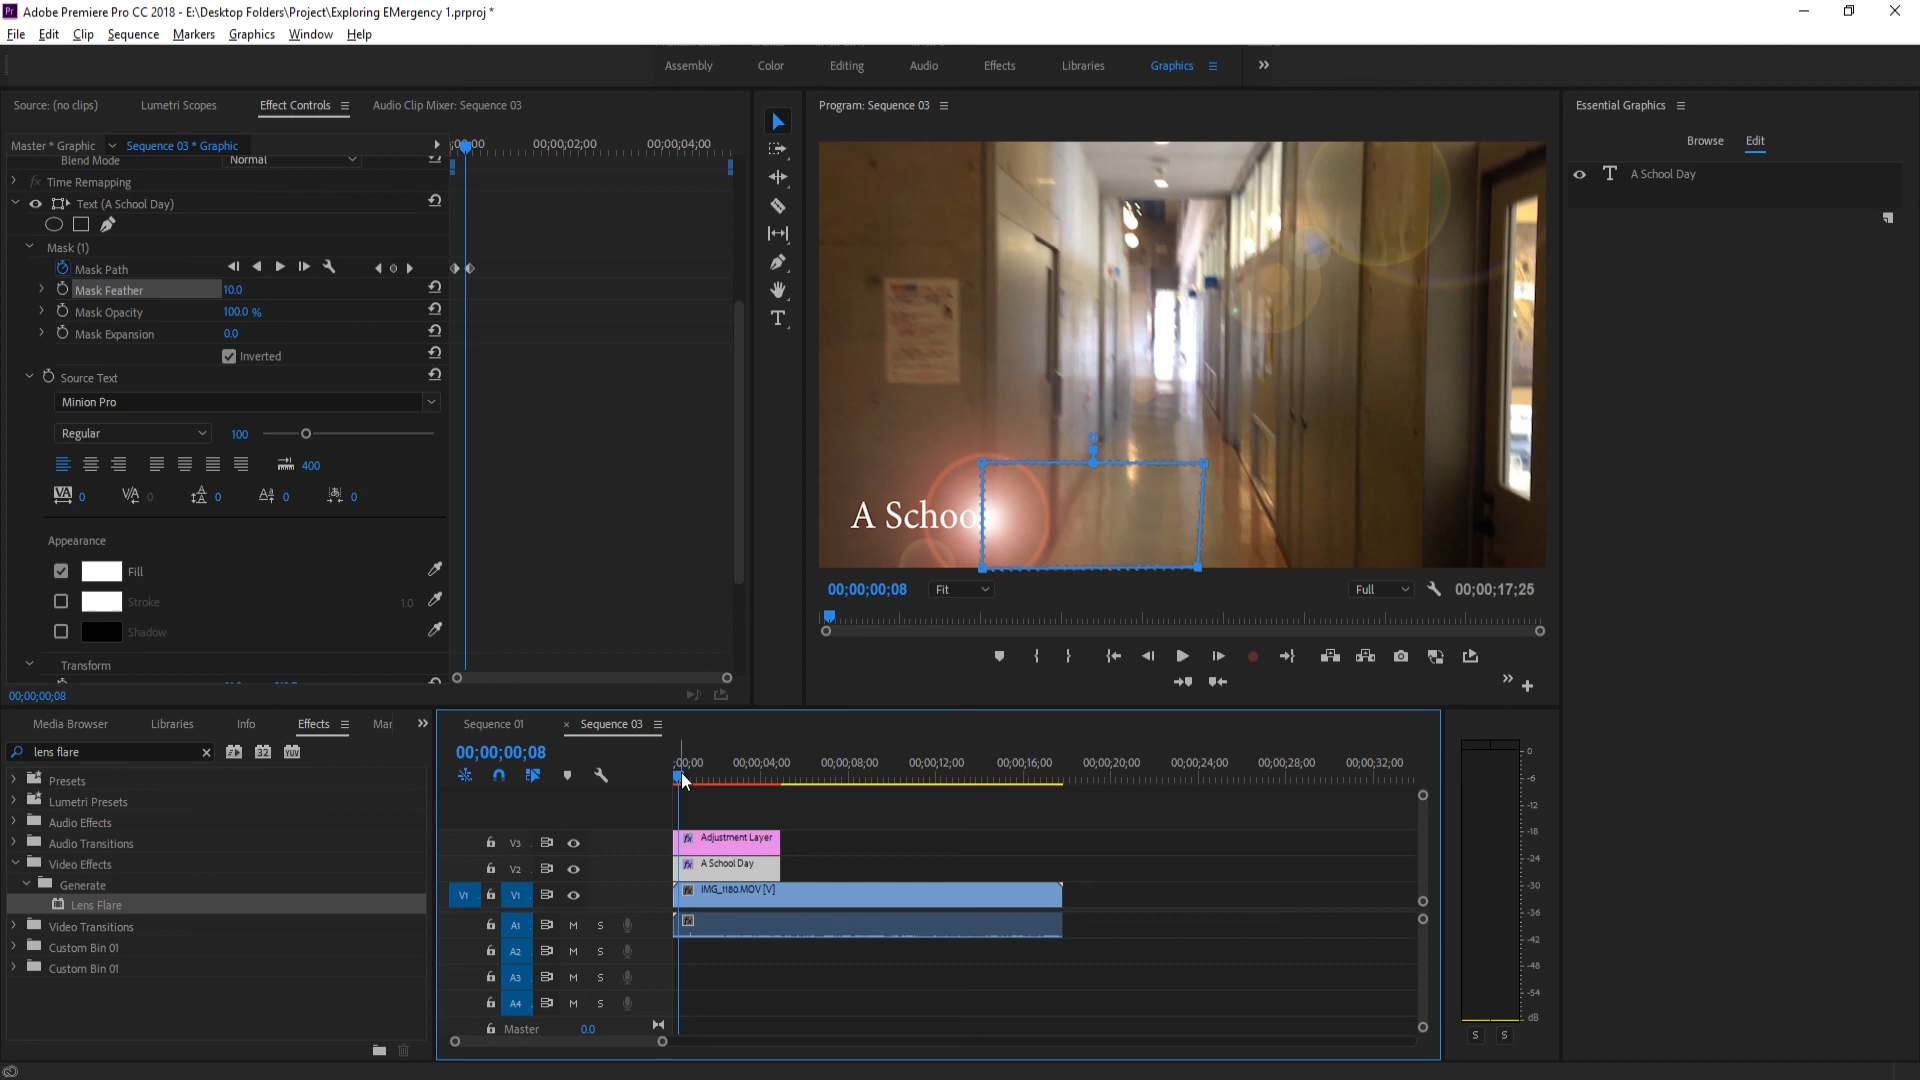 Pr Adobe Premiere Pro CC 2018 - E:\Desktop Folders\Project\Exploring EMergency 1.prproj *
File Edit Clip Sequence Markers Graphics Window Help
Assembly Color Editing Audio Effects Libraries Graphics
Source: (no clips) Lumetri Scopes Effect Controls Audio Clip Mixer: Sequence 03
Master * Graphic Sequence 03 * Graphic
;00;00 00;00;02;00 00;00;04;00
Blend Mode Normal
fx Time Remapping
Text (A School Day)
Mask (1)
Mask Path
Mask Feather 10.0
Mask Opacity 100.0 %
Mask Expansion 0.0
Inverted
Source Text
Minion Pro
Regular 100
400
VA 0 V/A 0 0 0 0
Appearance
Fill
Stroke 1.0
Shadow
Transform
00;00;00;08
Program: Sequence 03
A Schoo
00;00;00;08 Fit Full 00;00;17;25
Essential Graphics
Browse Edit
T A School Day
Media Browser Libraries Info Effects Mar
lens flare 32 YUV
Presets
Lumetri Presets
Audio Effects
Audio Transitions
Video Effects
Generate
Lens Flare
Video Transitions
Custom Bin 01
Custom Bin 01
Sequence 01 × Sequence 03
00;00;00;08
;00;00 00;00;04;00 00;00;08;00 00;00;12;00 00;00;16;00 00;00;20;00 00;00;24;00 00;00;28;00 00;00;32;00
V3 fx Adjustment Layer
V2 fx A School Day
V1 V1 fx IMG_1180.MOV [V]
A1 M S fx
A2 M S
A3 M S
A4 M S
Master 0.0
0
-6
-12
-18
-24
-30
-36
-42
-48
-54
dB
S S